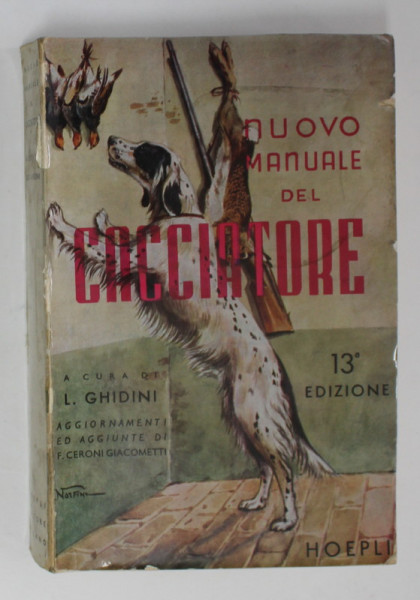 NUOVO
MANUALE
DEL
CACCIATORE
A CURA DI
L. GHIDINI
AGGIORNAMENTI
ED AGGIUNTE DI
F. CERONI GIACOMETTI
13ª
EDIZIONE
HOEPLI